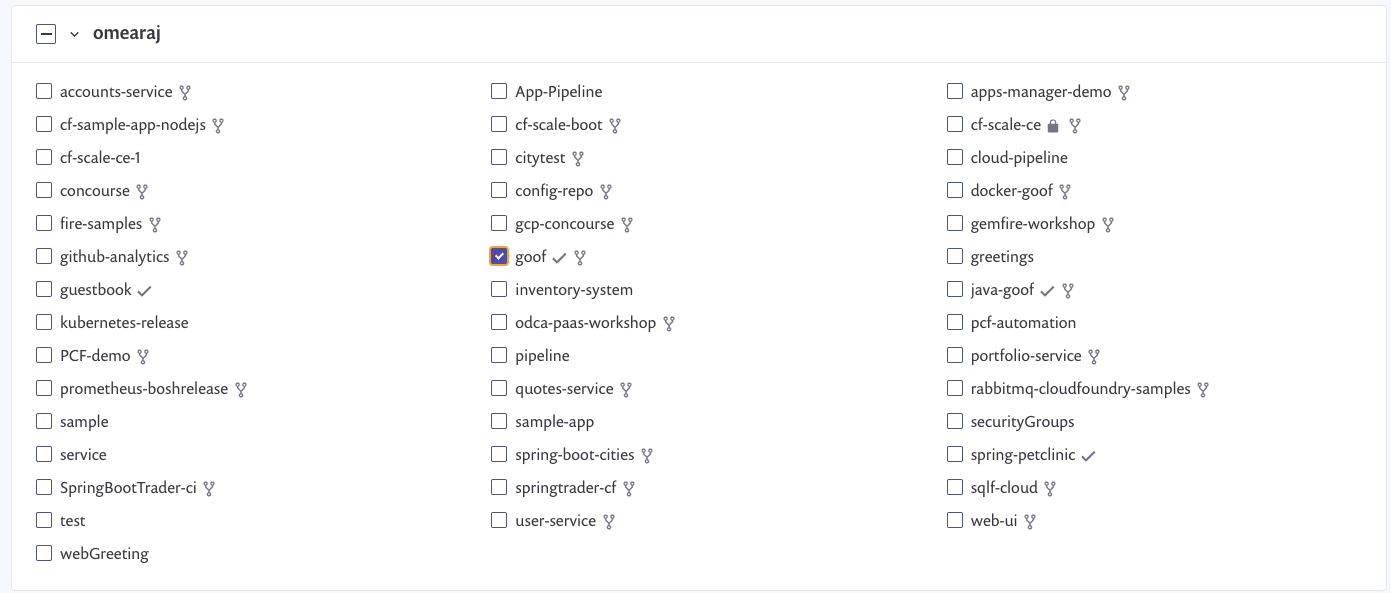 omearaj
accounts-service App-Pipeline apps-manager-demo
cf-sample-app-nodejs cf-scale-boot cf-scale-ce
cf-scale-ce-1 citytest cloud-pipeline
concourse config-repo docker-goof
fire-samples gcp-concourse gemfire-workshop
github-analytics goof greetings
guestbook inventory-system java-goof
kubernetes-release odca-paas-workshop pcf-automation
PCF-demo pipeline portfolio-service
prometheus-boshrelease quotes-service rabbitmq-cloudfoundry-samples
sample sample-app securityGroups
service spring-boot-cities spring-petclinic
SpringBootTrader-ci springtrader-cf sqlf-cloud
test user-service web-ui
webGreeting